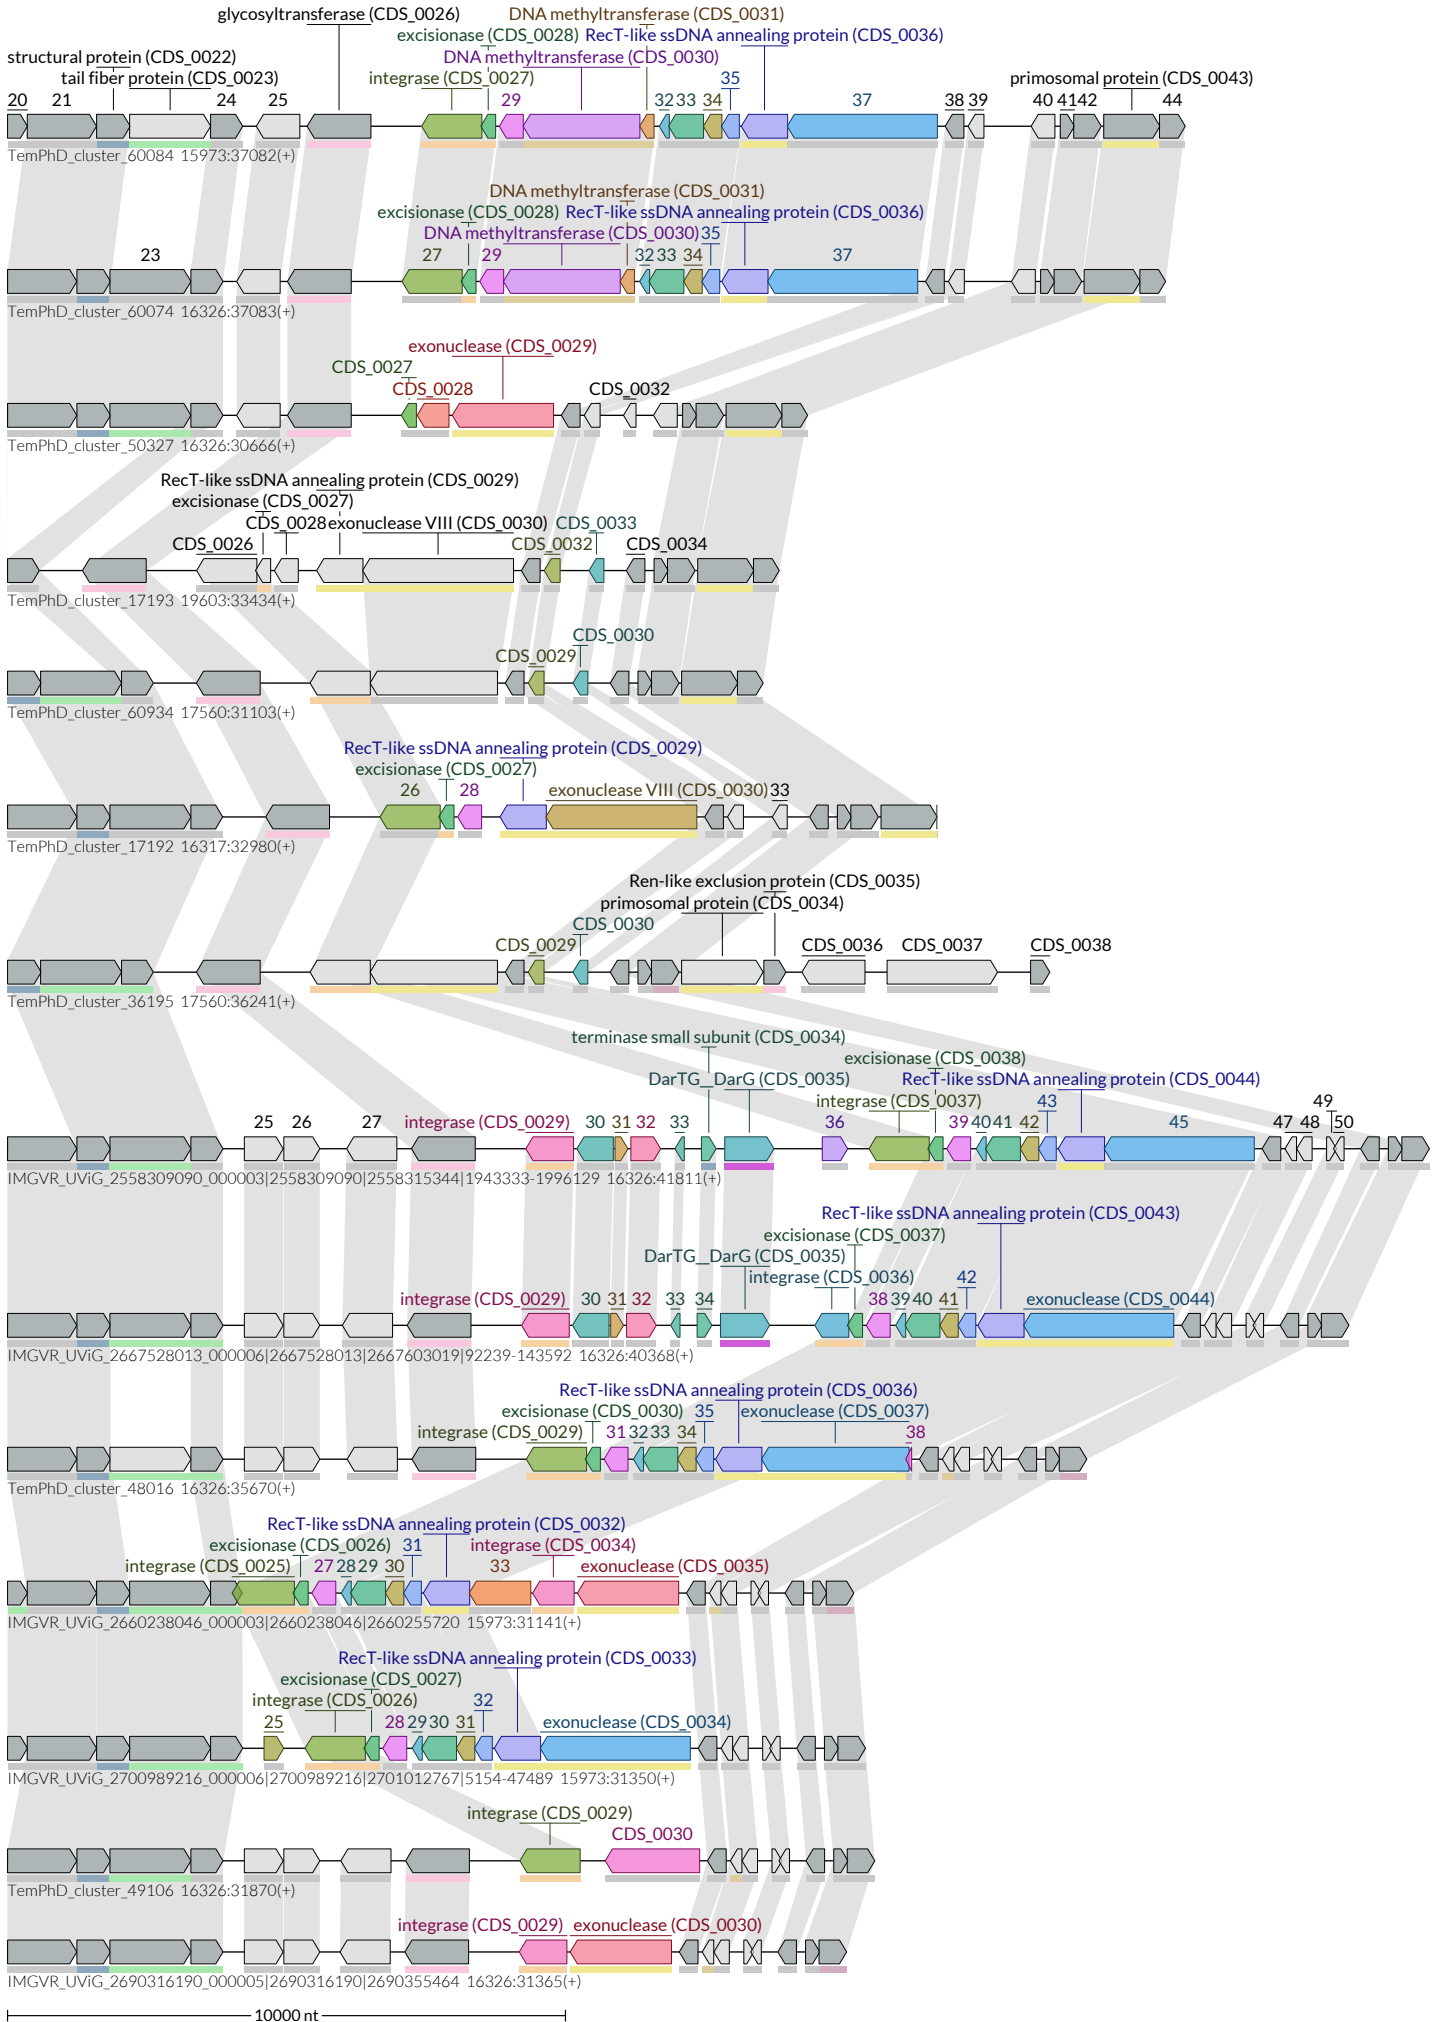 glycosyltransferase (CDS_0026) DNA methyltransferase (CDS_0031)
excisionase (CDS_0028) RecT-like ssDNA annealing protein (CDS_0036)
structural protein (CDS_0022) DNA methyltransferase (CDS_0030)
tail fiber protein (CDS_0023) integrase (CDS_0027) 35 primosomal protein (CDS_0043)
20 21 24 25 29 32 33 34 37 38 39 40 41 42 44
TemPhD_cluster_60084 15973:37082(+)
DNA methyltransferase (CDS_0031)
excisionase (CDS_0028) RecT-like ssDNA annealing protein (CDS_0036)
DNA methyltransferase (CDS_0030) 35
23 27 29 32 33 34 37
TemPhD_cluster_60074 16326:37083(+)
exonuclease (CDS_0029)
CDS_0027
CDS_0028 CDS_0032
TemPhD_cluster_50327 16326:30666(+)
RecT-like ssDNA annealing protein (CDS_0029)
excisionase (CDS_0027)
CDS_0028 exonuclease VIII (CDS_0030) CDS_0033
CDS_0026 CDS_0032 CDS_0034
TemPhD_cluster_17193 19603:33434(+)
CDS_0030
CDS_0029
TemPhD_cluster_60934 17560:31103(+)
RecT-like ssDNA annealing protein (CDS_0029)
excisionase (CDS_0027)
26 28 exonuclease VIII (CDS_0030) 33
TemPhD_cluster_17192 16317:32980(+)
Ren-like exclusion protein (CDS_0035)
primosomal protein (CDS_0034)
CDS_0030
CDS_0029 CDS_0036 CDS_0037 CDS_0038
TemPhD_cluster_36195 17560:36241(+)
terminase small subunit (CDS_0034)
excisionase (CDS_0038)
DarTG__DarG (CDS_0035) RecT-like ssDNA annealing protein (CDS_0044)
integrase (CDS_0037) 43 49
25 26 27 integrase (CDS_0029) 30 31 32 33 36 39 40 41 42 45 47 48 50
IMGVR_UViG_2558309090_000003|2558309090|2558315344|1943333-1996129 16326:41811(+)
RecT-like ssDNA annealing protein (CDS_0043)
excisionase (CDS_0037)
DarTG__DarG (CDS_0035)
integrase (CDS_0036) 42
integrase (CDS_0029) 30 31 32 33 34 38 39 40 41 exonuclease (CDS_0044)
IMGVR_UViG_2667528013_000006|2667528013|2667603019|92239-143592 16326:40368(+)
RecT-like ssDNA annealing protein (CDS_0036)
excisionase (CDS_0030) 35 exonuclease (CDS_0037)
integrase (CDS_0029) 31 32 33 34 38
TemPhD_cluster_48016 16326:35670(+)
RecT-like ssDNA annealing protein (CDS_0032)
excisionase (CDS_0026) 31 integrase (CDS_0034)
integrase (CDS_0025) 27 28 29 30 33 exonuclease (CDS_0035)
IMGVR_UViG_2660238046_000003|2660238046|2660255720 15973:31141(+)
RecT-like ssDNA annealing protein (CDS_0033)
excisionase (CDS_0027)
integrase (CDS_0026) 32
25 28 29 30 31 exonuclease (CDS_0034)
IMGVR_UViG_2700989216_000006|2700989216|2701012767|5154-47489 15973:31350(+)
integrase (CDS_0029)
CDS_0030
TemPhD_cluster_49106 16326:31870(+)
integrase (CDS_0029) exonuclease (CDS_0030)
IMGVR_UViG_2690316190_000005|2690316190|2690355464 16326:31365(+)
10000 nt